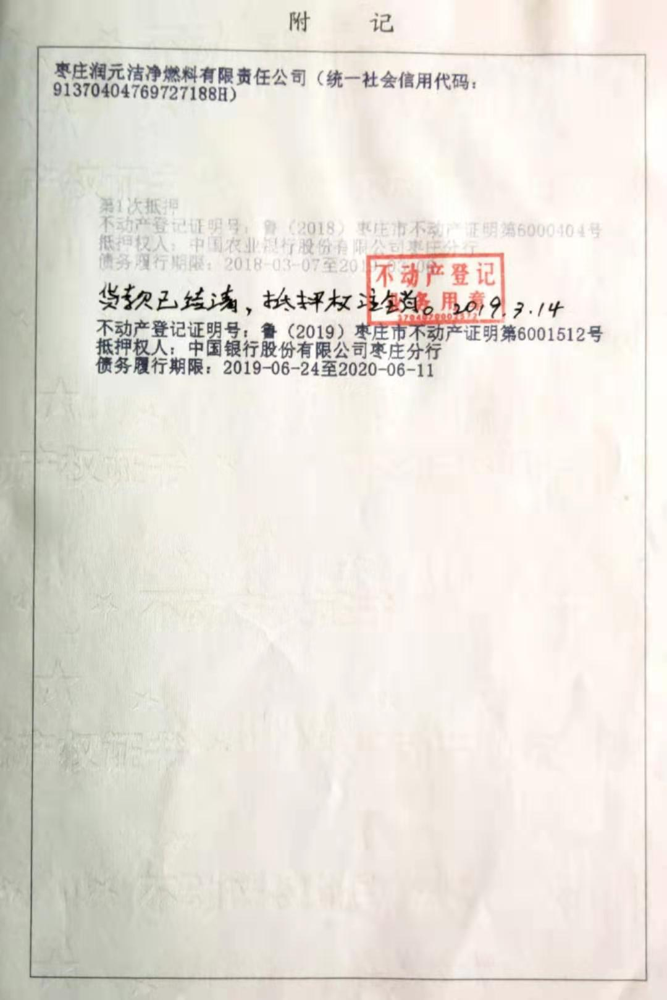 附 记
枣庄润元洁净燃料有限责任公司（统一社会信用代码：
91370404769727188H）
第1次抵押
不动产登记证明号：鲁（2018）枣庄市不动产证明第6000404号
抵押权人：中国农业银行股份有限公司枣庄分行
债务履行期限：2018-03-07至2019-03-06
不动产登记
业务用章
贷款已结清，抵押权注销。2019.3.14
不动产登记证明号：鲁（2019）枣庄市不动产证明第6001512号
抵押权人：中国银行股份有限公司枣庄分行
债务履行期限：2019-06-24至2020-06-11